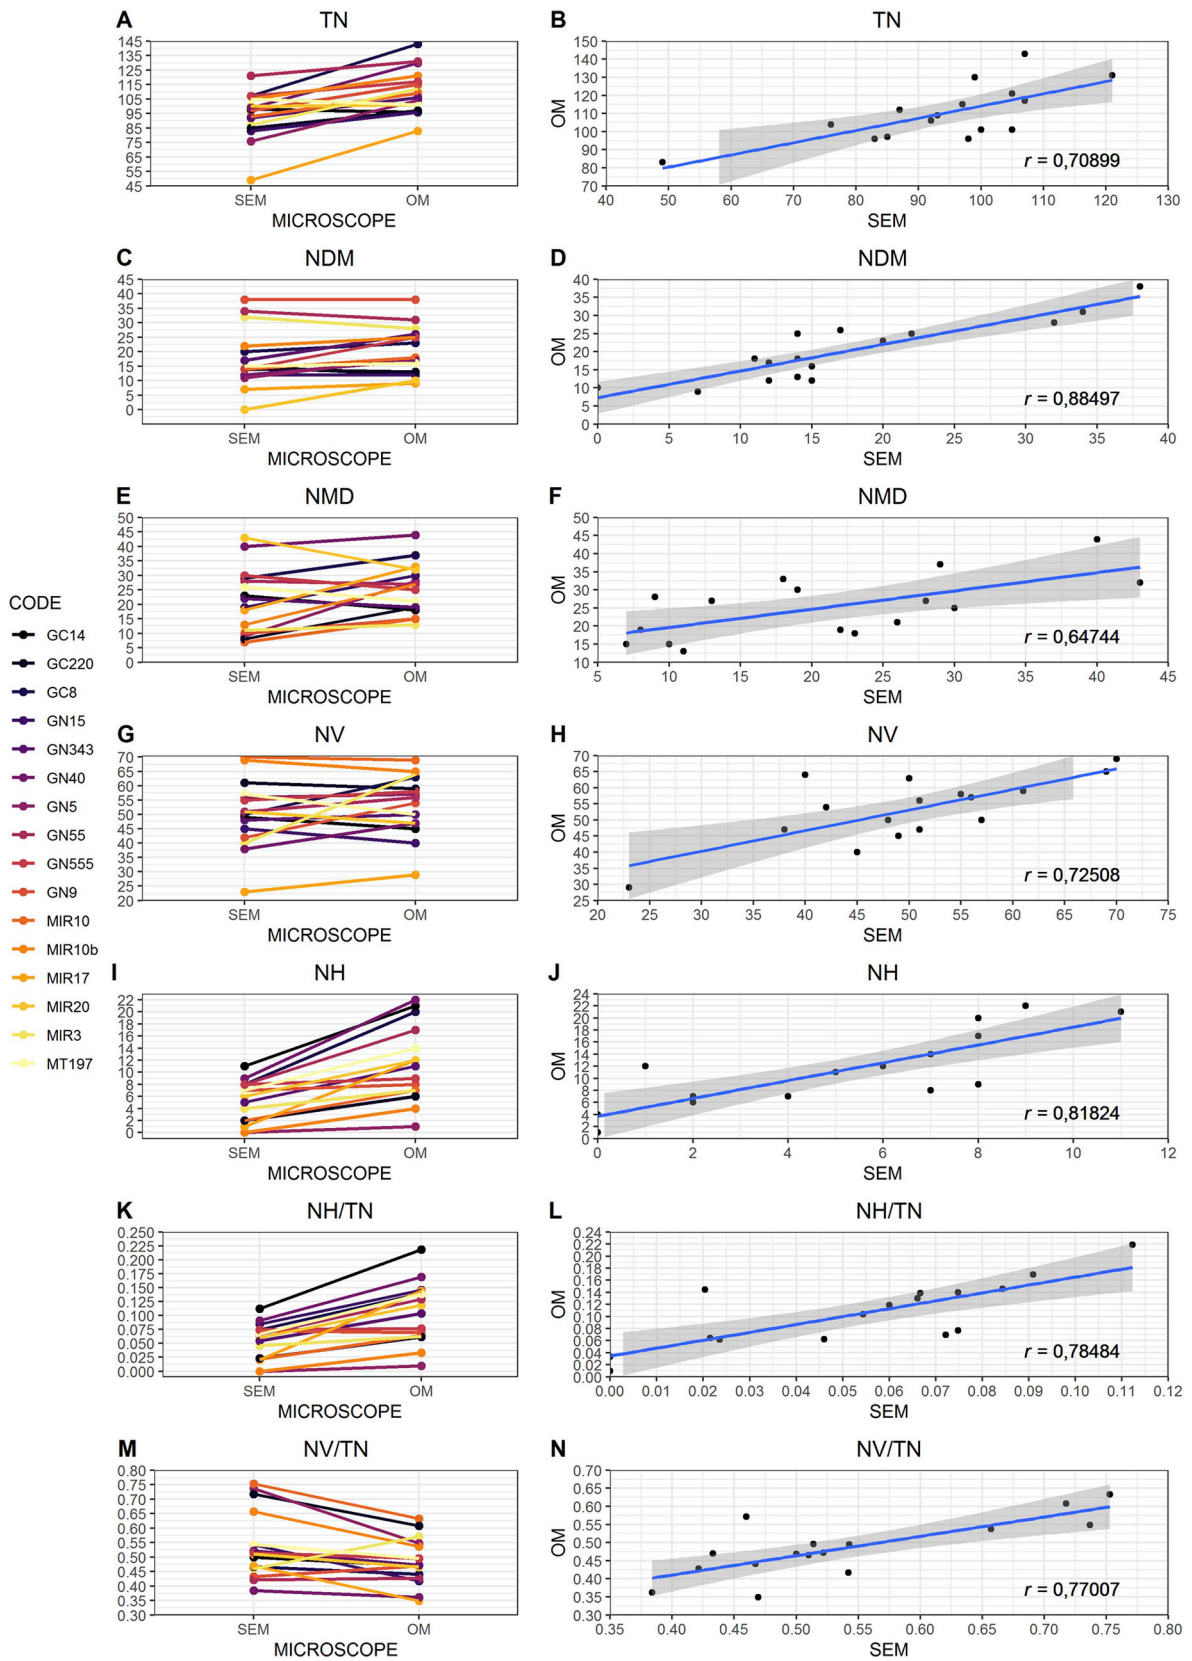 A TN
145
135
125
115
105
95
85
75
65
55
45
SEM OM
MICROSCOPE
B TN
OM
150
140
130
120
110
100
90
80
70
r = 0,70899
40 50 60 70 80 90 100 110 120 130
SEM
C NDM
45
40
35
30
25
20
15
10
5
0
SEM OM
MICROSCOPE
D NDM
OM
40
35
30
25
20
15
10
5
0
r = 0,88497
0 5 10 15 20 25 30 35 40
SEM
E NMD
50
45
40
35
30
25
20
15
10
5
0
SEM OM
MICROSCOPE
F NMD
OM
50
45
40
35
30
25
20
15
10
r = 0,64744
5 10 15 20 25 30 35 40 45
SEM
CODE
GC14
GC220
GC8
GN15
GN343
GN40
GN5
GN55
GN555
GN9
MIR10
MIR10b
MIR17
MIR20
MIR3
MT197
G NV
70
65
60
55
50
45
40
35
30
25
20
SEM OM
MICROSCOPE
H NV
OM
70
65
60
55
50
45
40
35
30
25
20
r = 0,72508
20 25 30 35 40 45 50 55 60 65 70 75
SEM
I NH
22
20
18
16
14
12
10
8
6
4
2
0
SEM OM
MICROSCOPE
J NH
OM
24
22
20
18
16
14
12
10
8
6
4
2
0
r = 0,81824
0 2 4 6 8 10 12
SEM
K NH/TN
0.250
0.225
0.200
0.175
0.150
0.125
0.100
0.075
0.050
0.025
0.000
SEM OM
MICROSCOPE
L NH/TN
OM
0.24
0.22
0.20
0.18
0.16
0.14
0.12
0.10
0.08
0.06
0.04
0.02
0.00
r = 0,78484
0.00 0.01 0.02 0.03 0.04 0.05 0.06 0.07 0.08 0.09 0.10 0.11 0.12
SEM
M NV/TN
0.80
0.75
0.70
0.65
0.60
0.55
0.50
0.45
0.40
0.35
0.30
SEM OM
MICROSCOPE
N NV/TN
OM
0.70
0.65
0.60
0.55
0.50
0.45
0.40
0.35
0.30
r = 0,77007
0.35 0.40 0.45 0.50 0.55 0.60 0.65 0.70 0.75 0.80
SEM